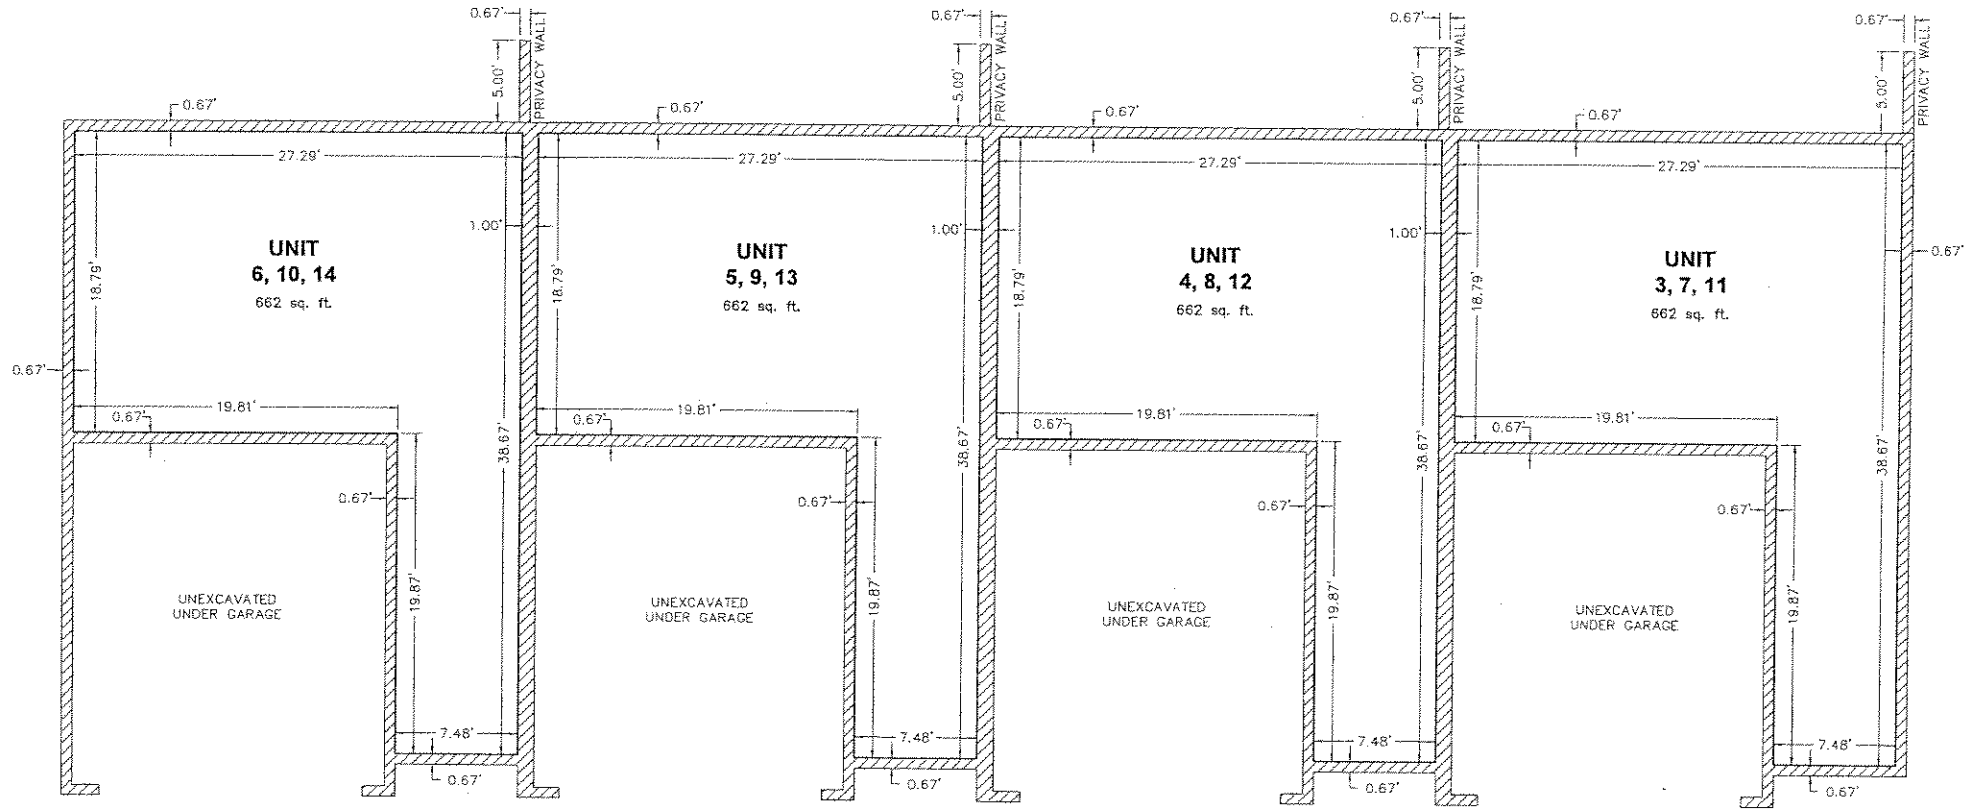 0.67'
0.67'
0.67'
0.67'
PRIVACY WALL
PRIVACY WALL
PRIVACY WALL
PRIVACY WALL
5.00'
5.00'
5.00'
5.00'
0.67'
0.67'
0.67'
0.67'
27.29'
27.29'
27.29'
27.29'
1.00'
1.00'
1.00'
0.67'
UNIT
6, 10, 14
662 sq. ft.
UNIT
5, 9, 13
662 sq. ft.
UNIT
4, 8, 12
662 sq. ft.
UNIT
3, 7, 11
662 sq. ft.
18.79'
18.79'
18.79'
18.79'
0.67'
19.81'
19.81'
19.81'
19.81'
0.67'
0.67'
0.67'
0.67'
38.67'
38.67'
38.67'
38.67'
0.67'
0.67'
0.67'
0.67'
UNEXCAVATED
UNDER GARAGE
UNEXCAVATED
UNDER GARAGE
UNEXCAVATED
UNDER GARAGE
UNEXCAVATED
UNDER GARAGE
19.87'
19.87'
19.87'
19.87'
7.48'
7.48'
7.48'
7.48'
0.67'
0.67'
0.67'
0.67'